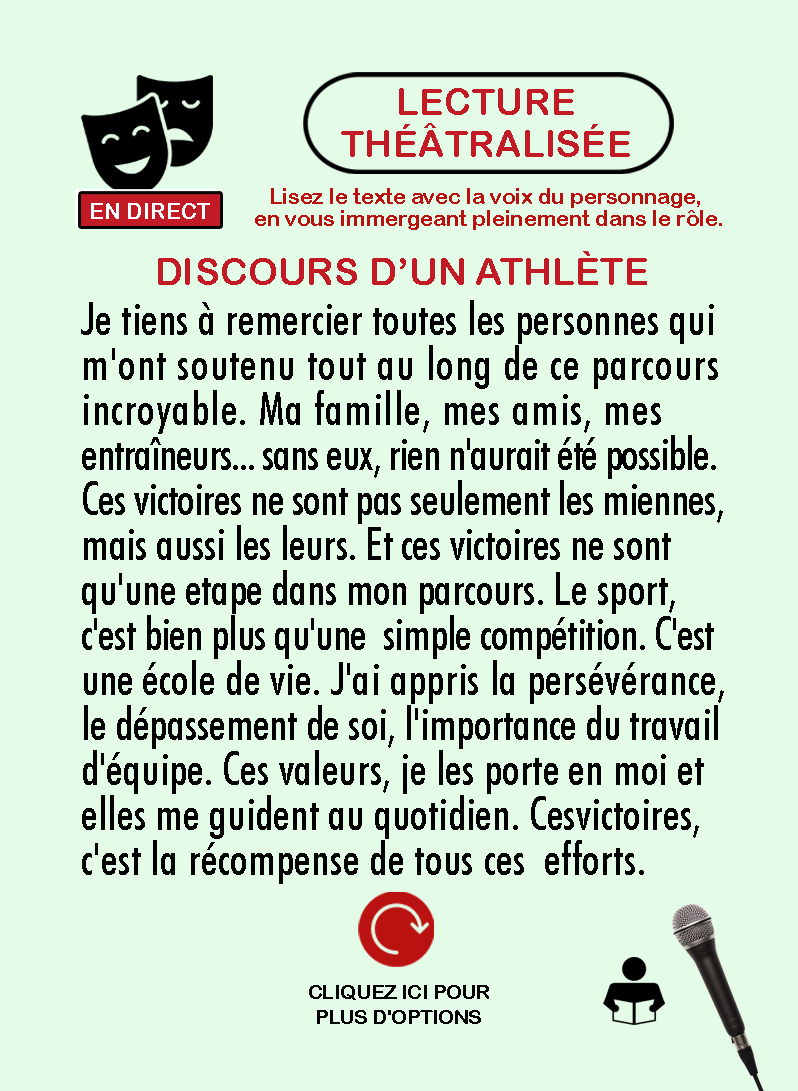 LECTURE
THÉÂTRALISÉE
EN DIRECT
Lisez le texte avec la voix du personnage,
en vous immergeant pleinement dans le rôle.
DISCOURS D’UN ATHLÈTE
Je tiens à remercier toutes les personnes qui
m'ont soutenu tout au long de ce parcours
incroyable. Ma famille, mes amis, mes
entraîneurs... sans eux, rien n'aurait été possible.
Ces victoires ne sont pas seulement les miennes,
mais aussi les leurs. Et ces victoires ne sont
qu'une etape dans mon parcours. Le sport,
c'est bien plus qu'une  simple compétition. C'est
une école de vie. J'ai appris la persévérance,
le dépassement de soi, l'importance du travail
d'équipe. Ces valeurs, je les porte en moi et
elles me guident au quotidien. Cesvictoires,
c'est la récompense de tous ces  efforts.
CLIQUEZ ICI POUR
PLUS D'OPTIONS